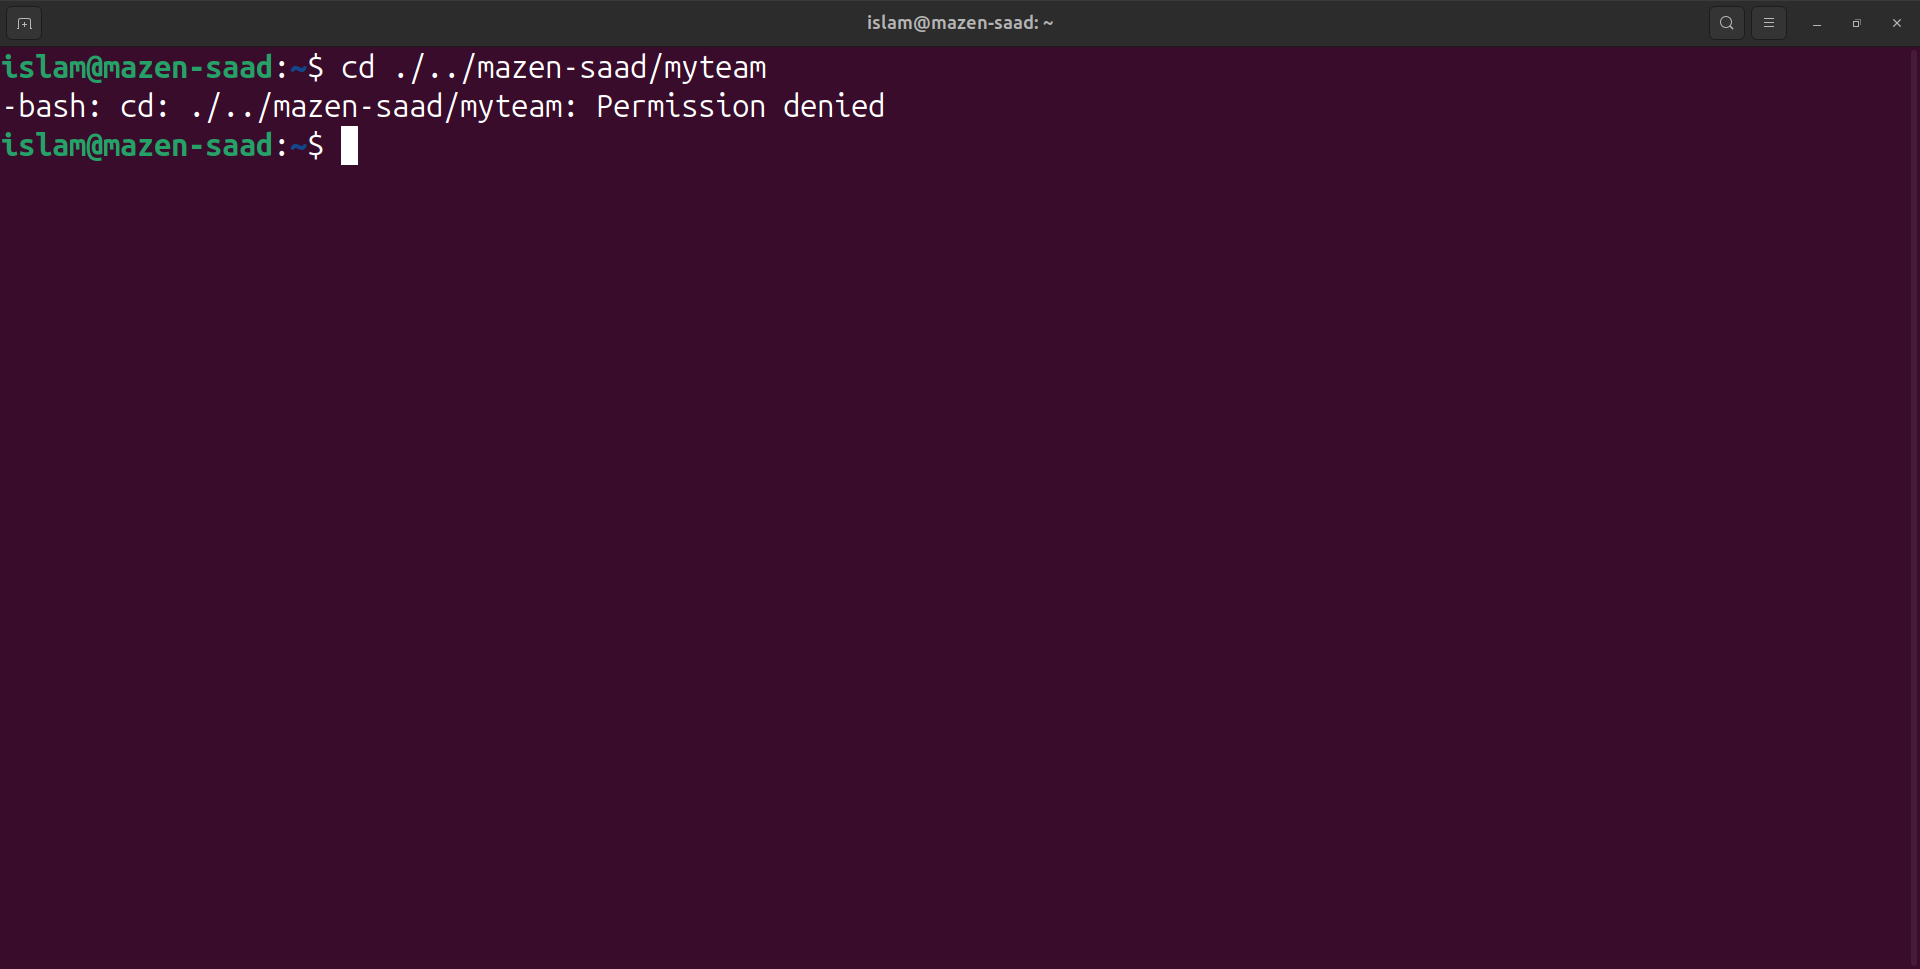 islam@mazen-saad: ~
islam@mazen-saad:~$ cd ./../mazen-saad/myteam
-bash: cd: ./../mazen-saad/myteam: Permission denied
islam@mazen-saad:~$